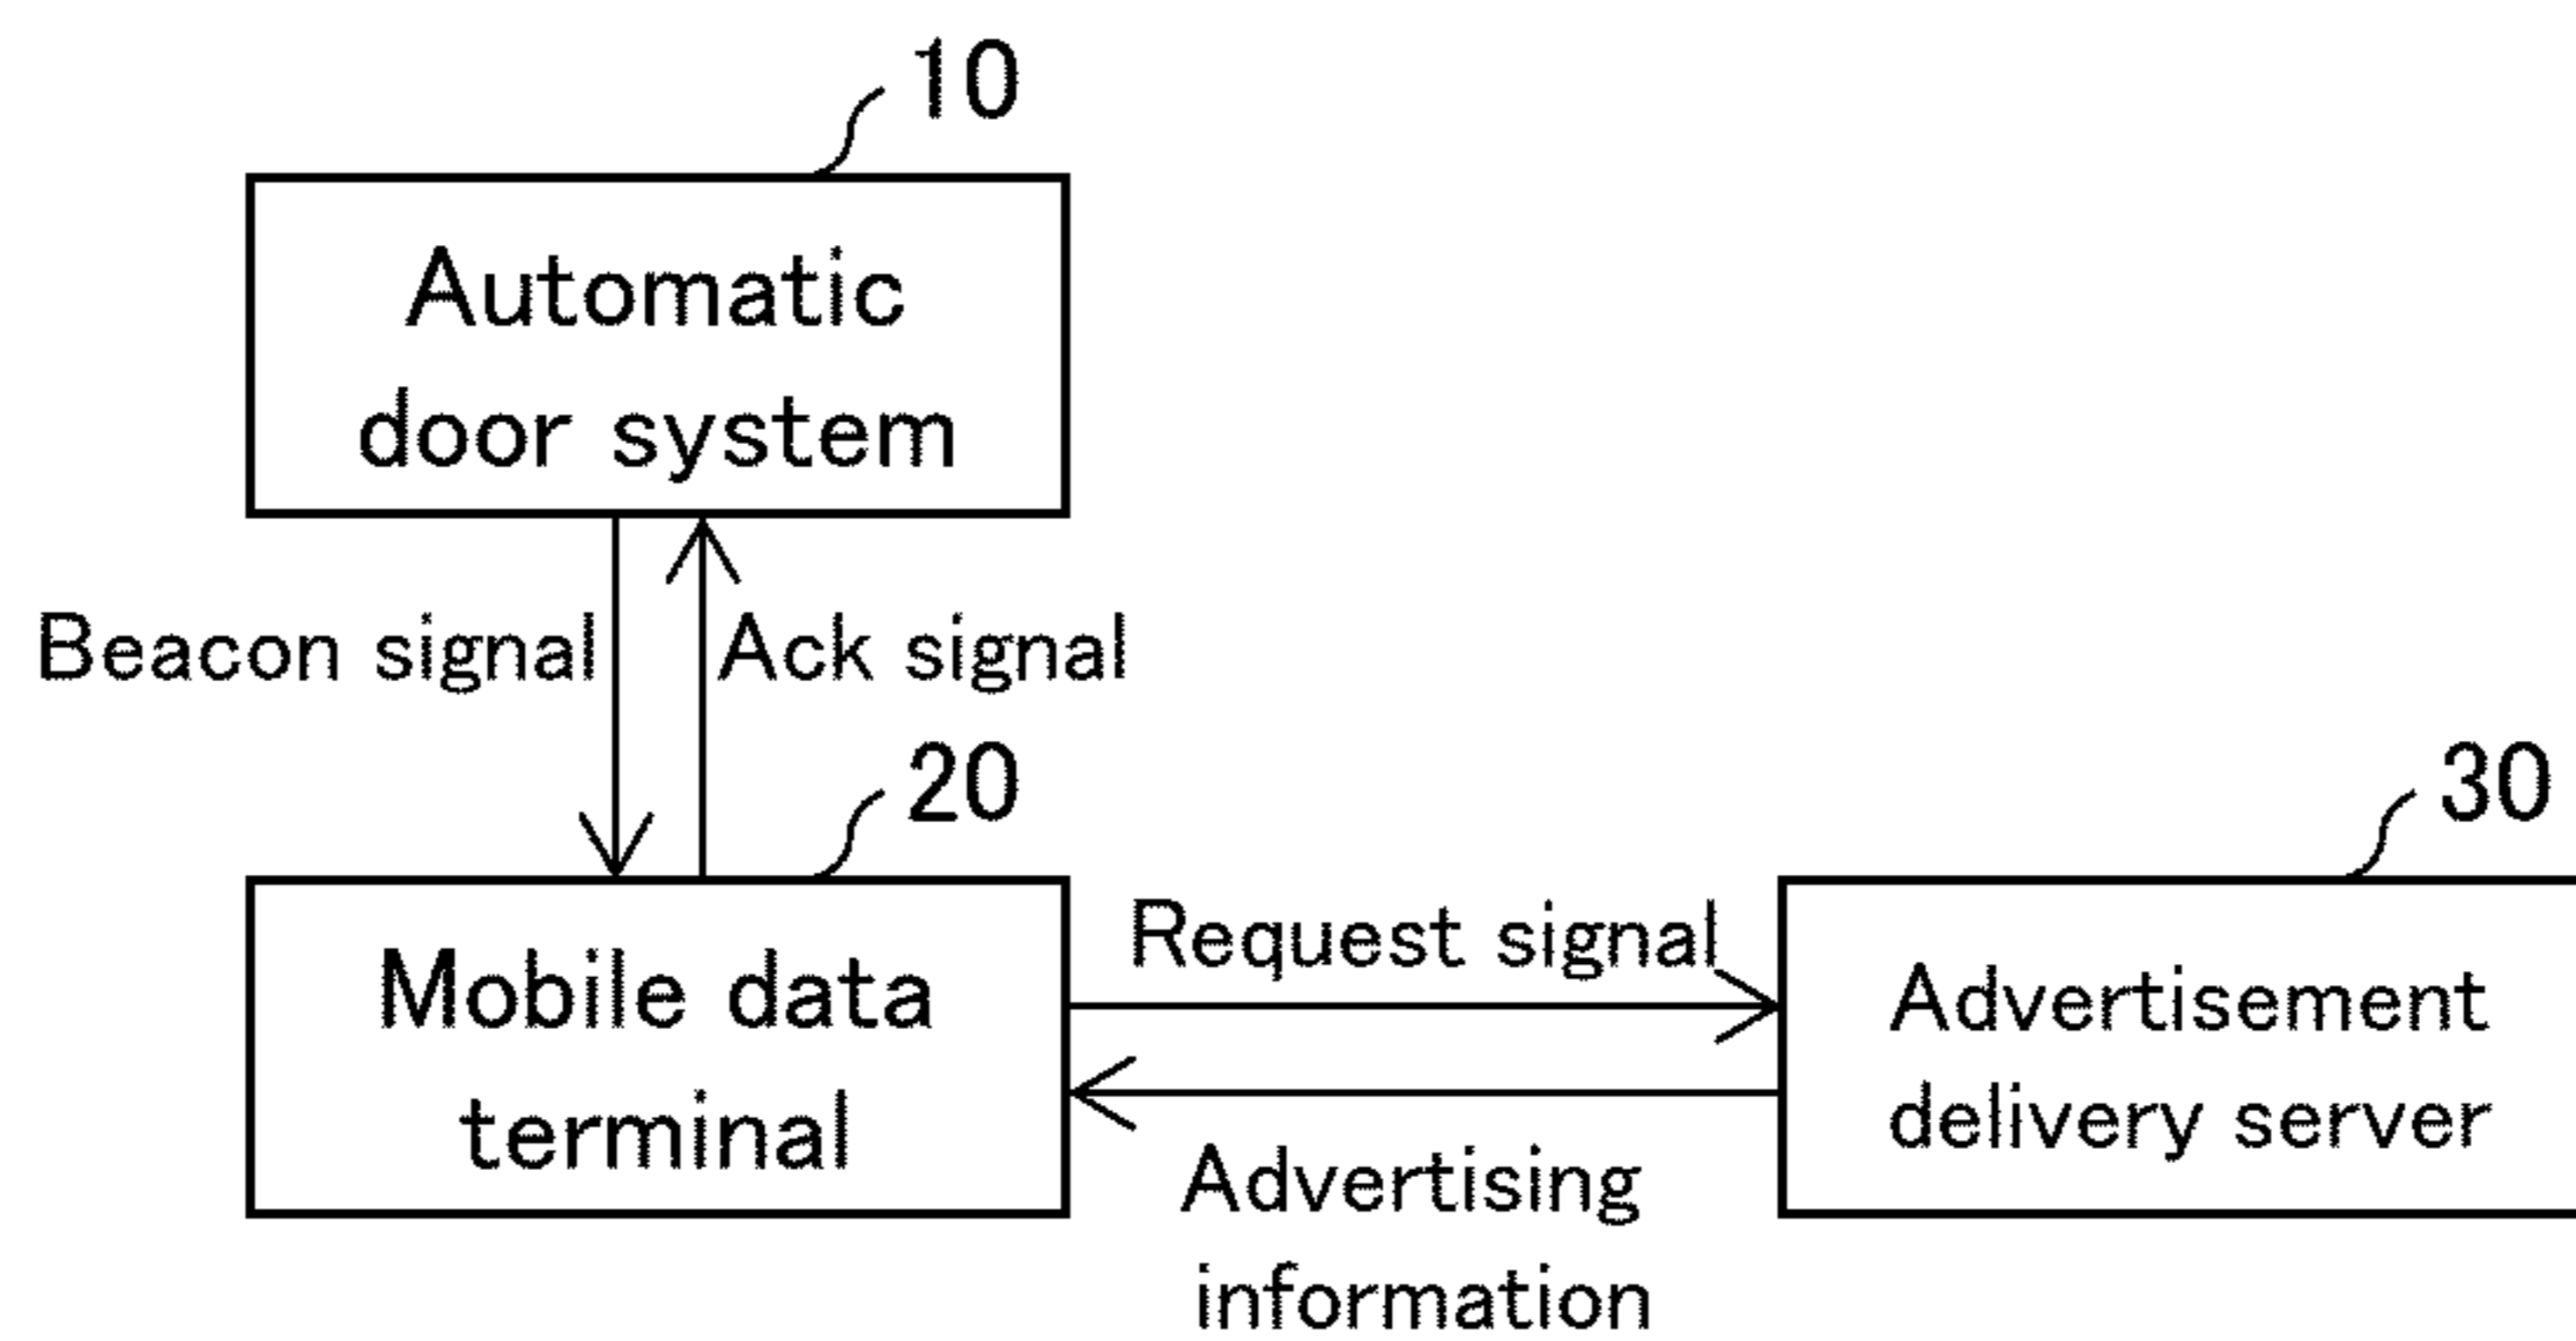 10
Automatic
door system
Beacon signal
Ack signal
20
30
Mobile data
terminal
Request signal
Advertisement
delivery server
Advertising
information